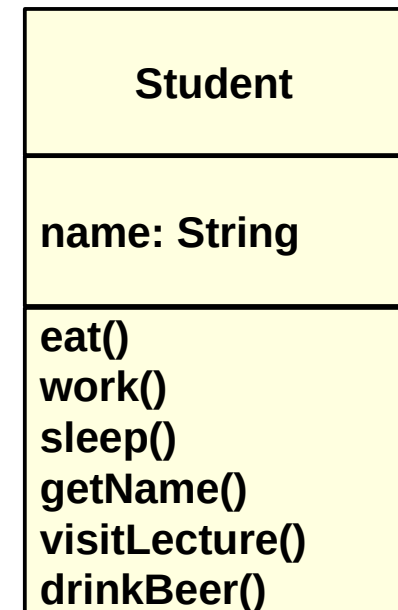 Student
name: String
eat()
work()
sleep()
getName()
visitLecture()
drinkBeer()